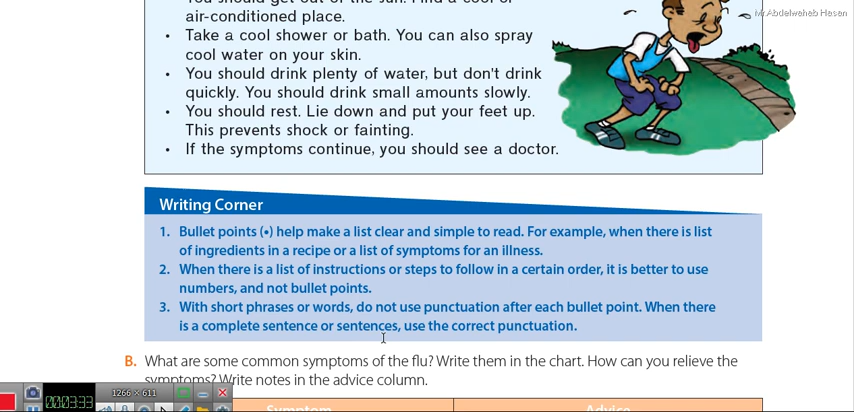 air-conditioned place.
• Take a cool shower or bath. You can also spray
cool water on your skin.
• You should drink plenty of water, but don't drink
quickly. You should drink small amounts slowly.
• You should rest. Lie down and put your feet up.
This prevents shock or fainting.
• If the symptoms continue, you should see a doctor.
Mr.Abdelwahab Hasan
Writing Corner
1. Bullet points (•) help make a list clear and simple to read. For example, when there is list
of ingredients in a recipe or a list of symptoms for an illness.
2. When there is a list of instructions or steps to follow in a certain order, it is better to use
numbers, and not bullet points.
3. With short phrases or words, do not use punctuation after each bullet point. When there
is a complete sentence or sentences, use the correct punctuation.
B. What are some common symptoms of the flu? Write them in the chart. How can you relieve the
symptoms? Write notes in the advice column.
1266 × 611
00:03:33
Symptom Advice